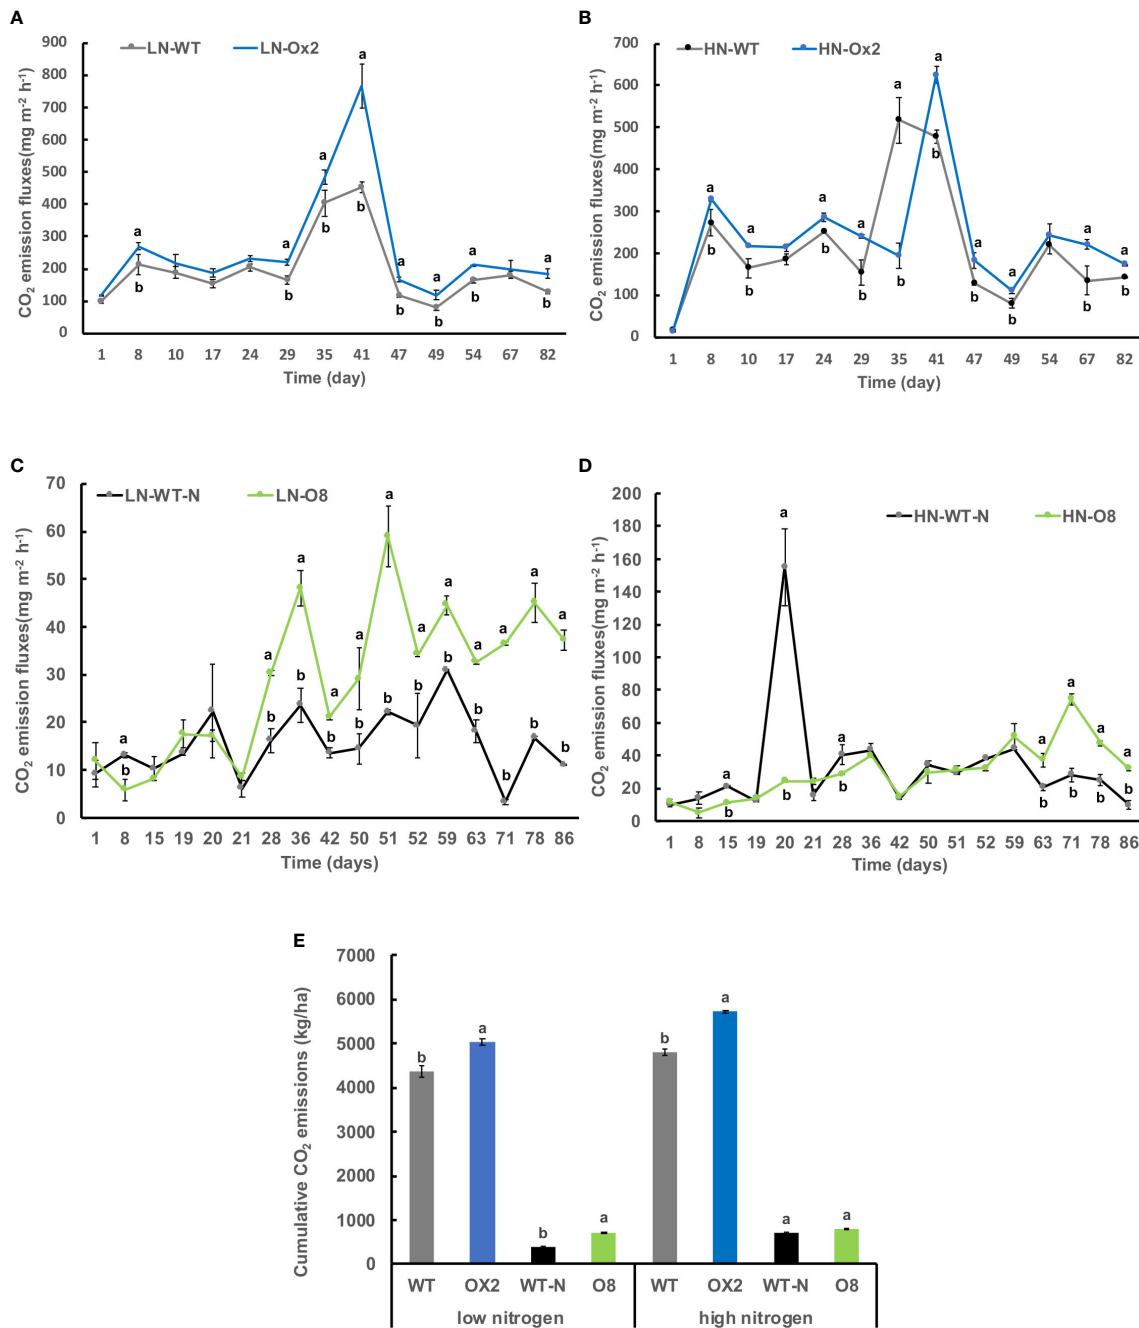 A
LN-WT LN-Ox2
CO₂ emission fluxes(mg m⁻² h⁻¹)
900
800
700
600
500
400
300
200
100
0
a
a
a
a
a
a
a
b
b
b
b
b
b
b
1 8 10 17 24 29 35 41 47 49 54 67 82
Time (day)
B
HN-WT HN-Ox2
CO₂ emission fluxes(mg m⁻² h⁻¹)
700
600
500
400
300
200
100
0
a
a
a
a
a
a
a
a
a
a
b
b
b
b
b
b
b
b
b
b
1 8 10 17 24 29 35 41 47 49 54 67 82
Time (day)
C
LN-WT-N LN-O8
CO₂ emission fluxes(mg m⁻² h⁻¹)
70
60
50
40
30
20
10
0
a
a
a
a
a
a
a
a
a
a
a
a
b
b
b
b
b
b
b
b
b
b
b
b
1 8 15 19 20 21 28 36 42 50 51 52 59 63 71 78 86
Time (days)
D
HN-WT-N HN-O8
CO₂ emission fluxes(mg m⁻² h⁻¹)
200
180
160
140
120
100
80
60
40
20
0
a
a
a
a
a
a
a
b
b
b
b
b
b
b
1 8 15 19 20 21 28 36 42 50 51 52 59 63 71 78 86
Time (days)
E
Cumulative CO₂ emissions (kg/ha)
7000
6000
5000
4000
3000
2000
1000
0
b a b a b a a a
WT OX2 WT-N O8 WT OX2 WT-N O8
low nitrogen high nitrogen